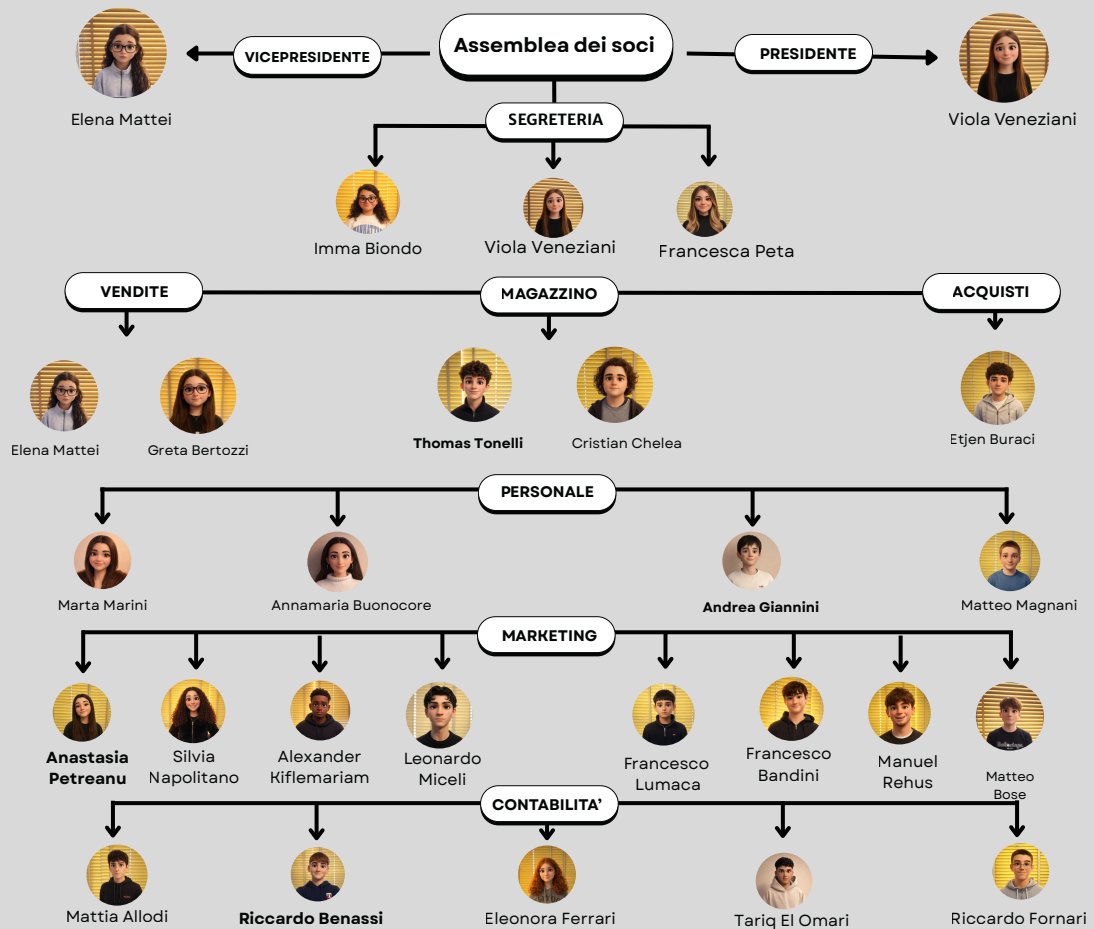 Assemblea dei soci
VICEPRESIDENTE
PRESIDENTE
Elena Mattei
Viola Veneziani
SEGRETERIA
Imma Biondo
Viola Veneziani
Francesca Peta
VENDITE
MAGAZZINO
ACQUISTI
Elena Mattei
Greta Bertozzi
Thomas Tonelli
Cristian Chelea
Etjen Buraci
PERSONALE
Marta Marini
Annamaria Buonocore
Andrea Giannini
Matteo Magnani
MARKETING
Anastasia
Petreanu
Silvia
Napolitano
Alexander
Kiflemariam
Leonardo
Miceli
Francesco
Lumaca
Francesco
Bandini
Manuel
Rehus
Matteo
Bose
CONTABILITA’
Mattia Allodi
Riccardo Benassi
Eleonora Ferrari
Tariq El Omari
Riccardo Fornari